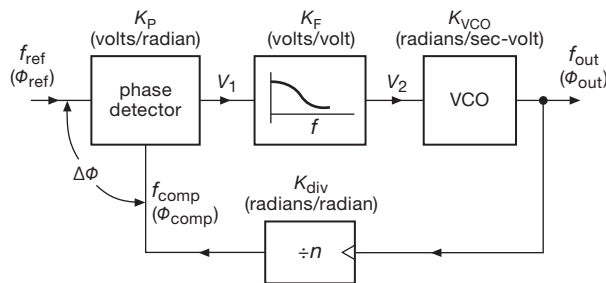 K_P
(volts/radian)
K_F
(volts/volt)
K_VCO
(radians/sec-volt)
f_ref
(Φ_ref)
phase
detector
V_1
f
V_2
VCO
f_out
(Φ_out)
ΔΦ
f_comp
(Φ_comp)
K_div
(radians/radian)
÷n